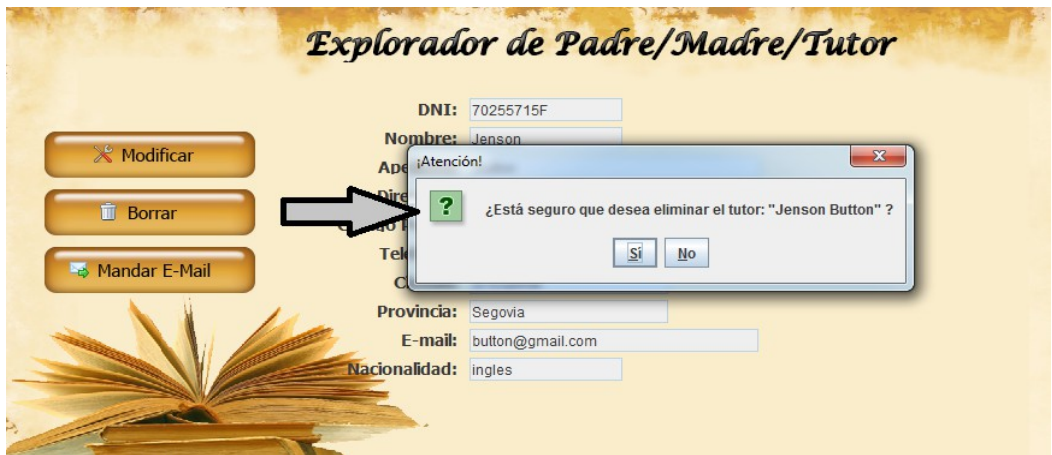 Explorador de Padre/Madre/Tutor
DNI: 70255715F
Nombre: Jenson
Modificar
¡Atención!
Borrar
¿Está seguro que desea eliminar el tutor: "Jenson Button" ?
Sí No
Mandar E-Mail
Provincia: Segovia
E-mail: button@gmail.com
Nacionalidad: ingles